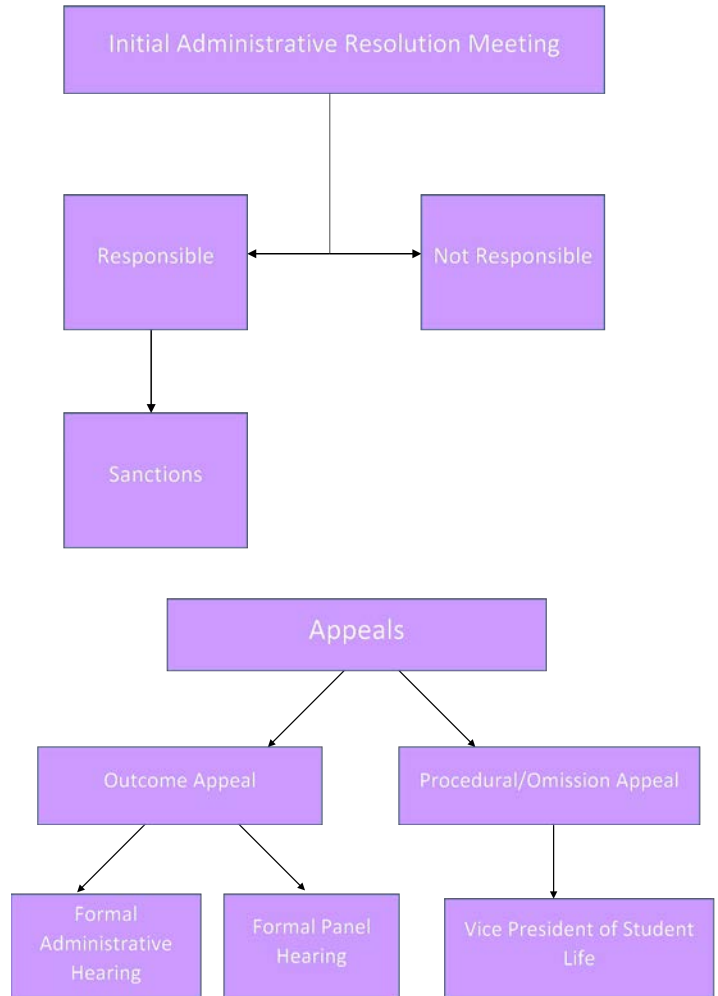 Initial Administrative Resolution Meeting
Responsible
Not Responsible
Sanctions
Appeals
Outcome Appeal
Procedural/Omission Appeal
Formal
Administrative
Hearing
Formal Panel
Hearing
Vice President of Student
Life